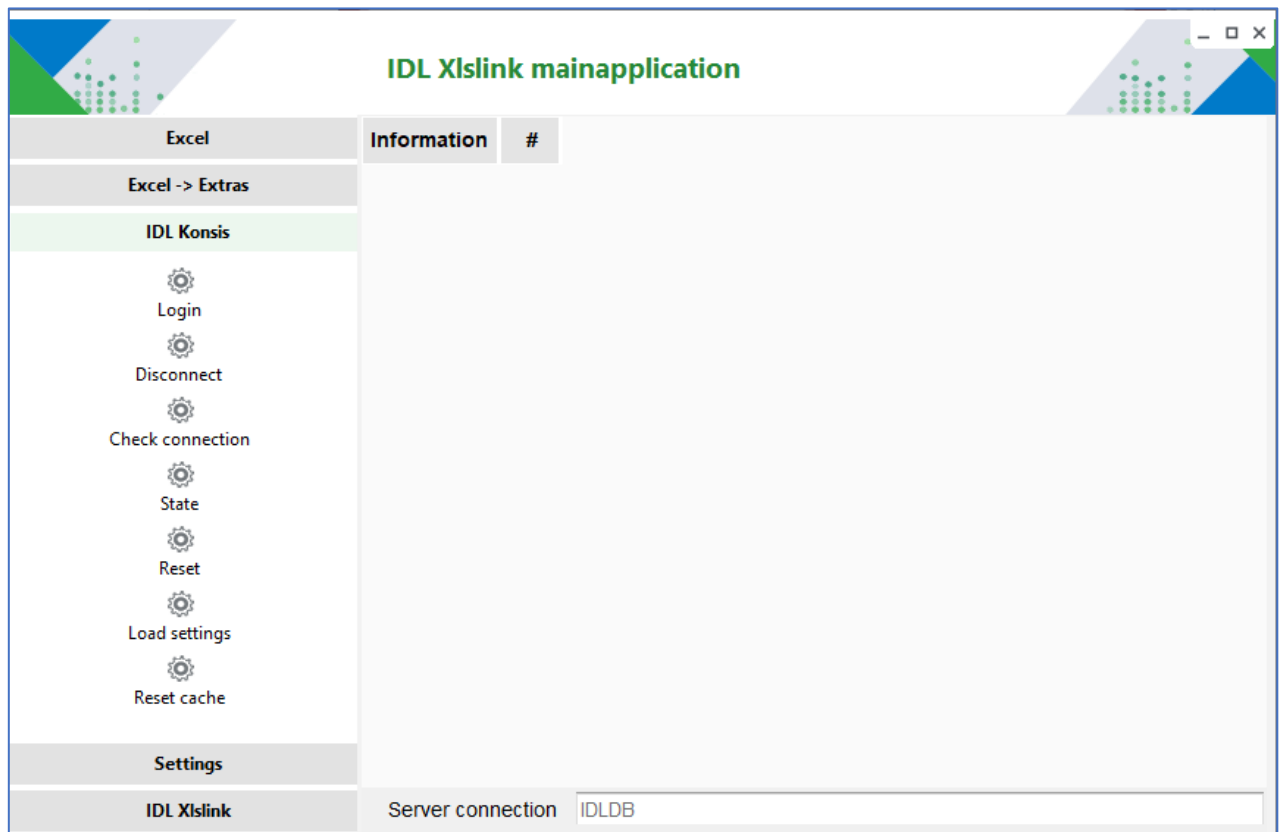 IDL Xlslink mainapplication
Excel
Excel -> Extras
IDL Konsis
Login
Disconnect
Check connection
State
Reset
Load settings
Reset cache
Settings
IDL Xlslink
Information #
Server connection IDLDB